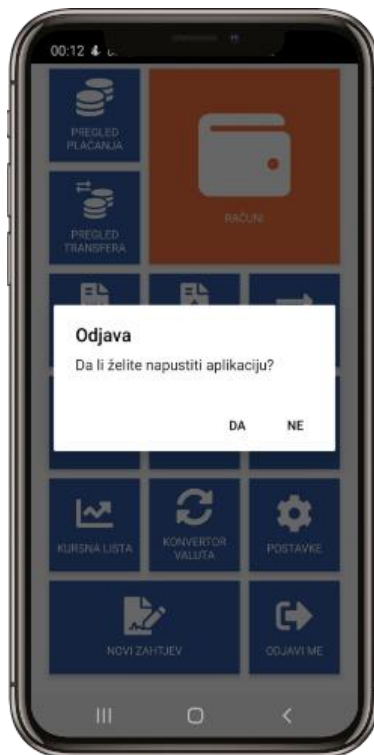 00:12
PREGLED
PLAĆANJA
RAČUNI
PREGLED
TRANSFERA
Odjava
Da li želite napustiti aplikaciju?
DA
NE
KURSNA LISTA
KONVERTOR
VALUTA
POSTAVKE
NOVI ZAHTJEV
ODJAVI ME